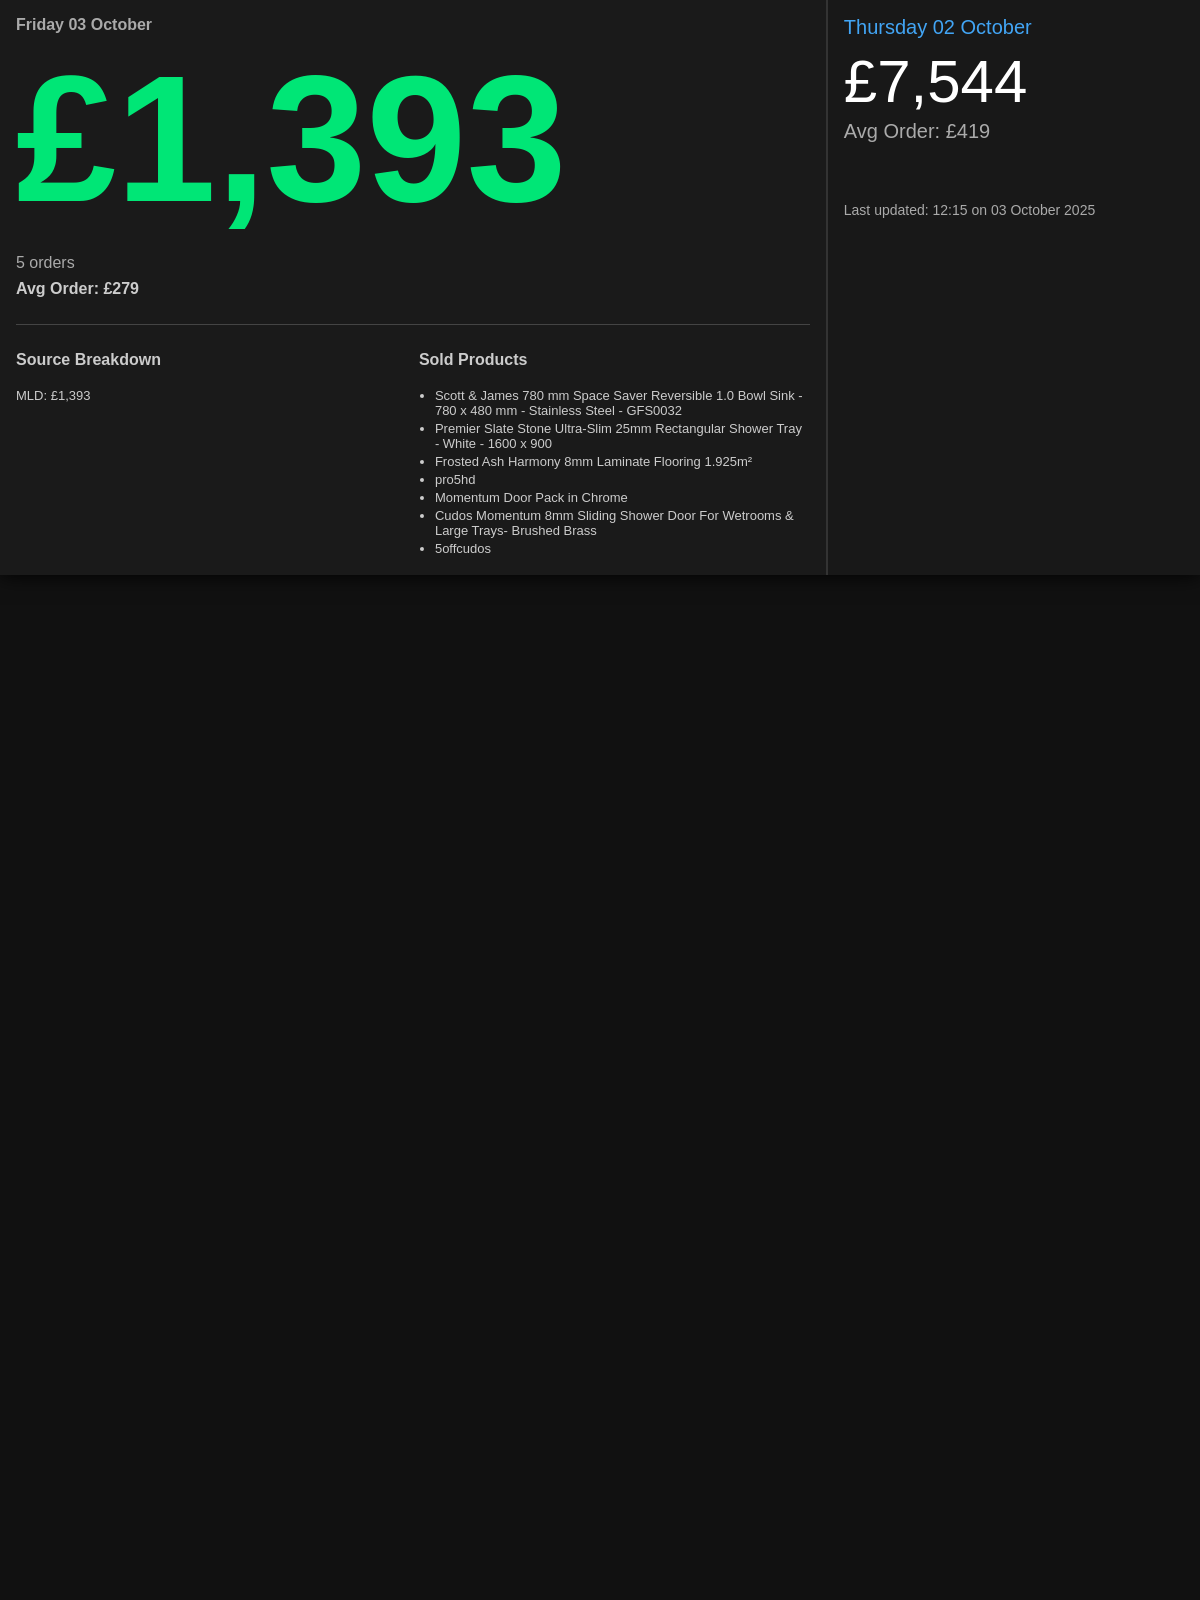 Friday 03 October
£1,393
5 orders
Avg Order: £279
Source Breakdown
MLD: £1,393
Sold Products
Scott & James 780 mm Space Saver Reversible 1.0 Bowl Sink -
780 x 480 mm - Stainless Steel - GFS0032
Premier Slate Stone Ultra-Slim 25mm Rectangular Shower Tray
- White - 1600 x 900
Frosted Ash Harmony 8mm Laminate Flooring 1.925m²
pro5hd
Momentum Door Pack in Chrome
Cudos Momentum 8mm Sliding Shower Door For Wetrooms &
Large Trays- Brushed Brass
5offcudos
Thursday 02 October
£7,544
Avg Order: £419
Last updated: 12:15 on 03 October 2025